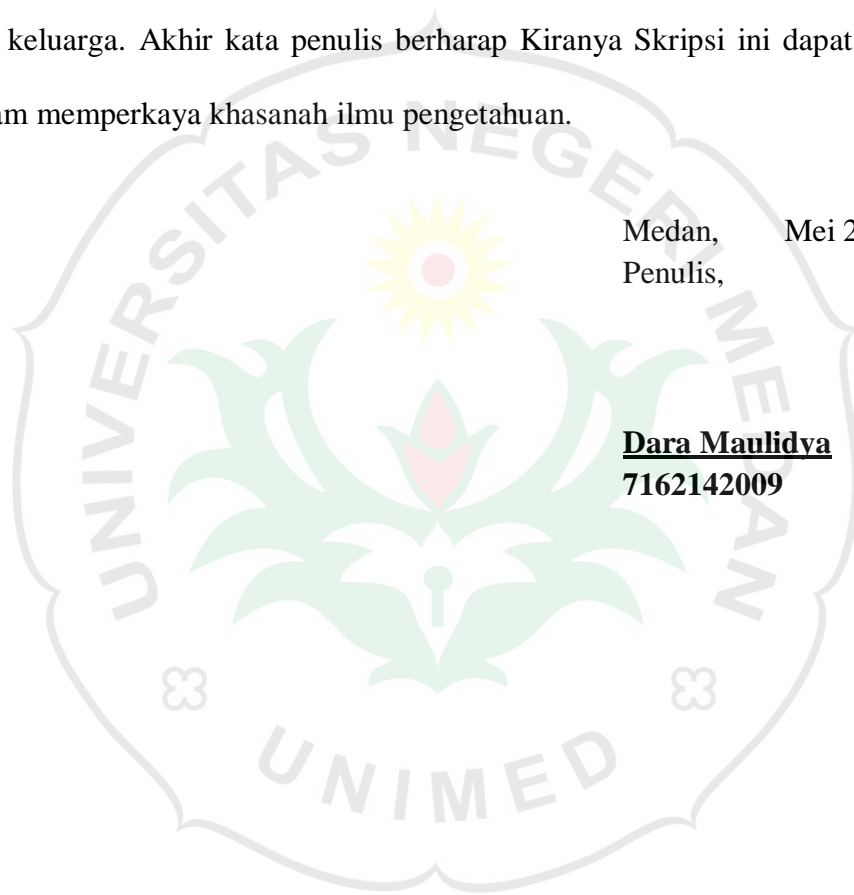 keluarga. Akhir kata penulis berharap Kiranya Skripsi ini dapat
am memperkaya khasanah ilmu pengetahuan.
Medan, Mei 2
Penulis,
Dara Maulidya
7162142009
UNIVERSITAS NEGERI MEDAN
UNIMED